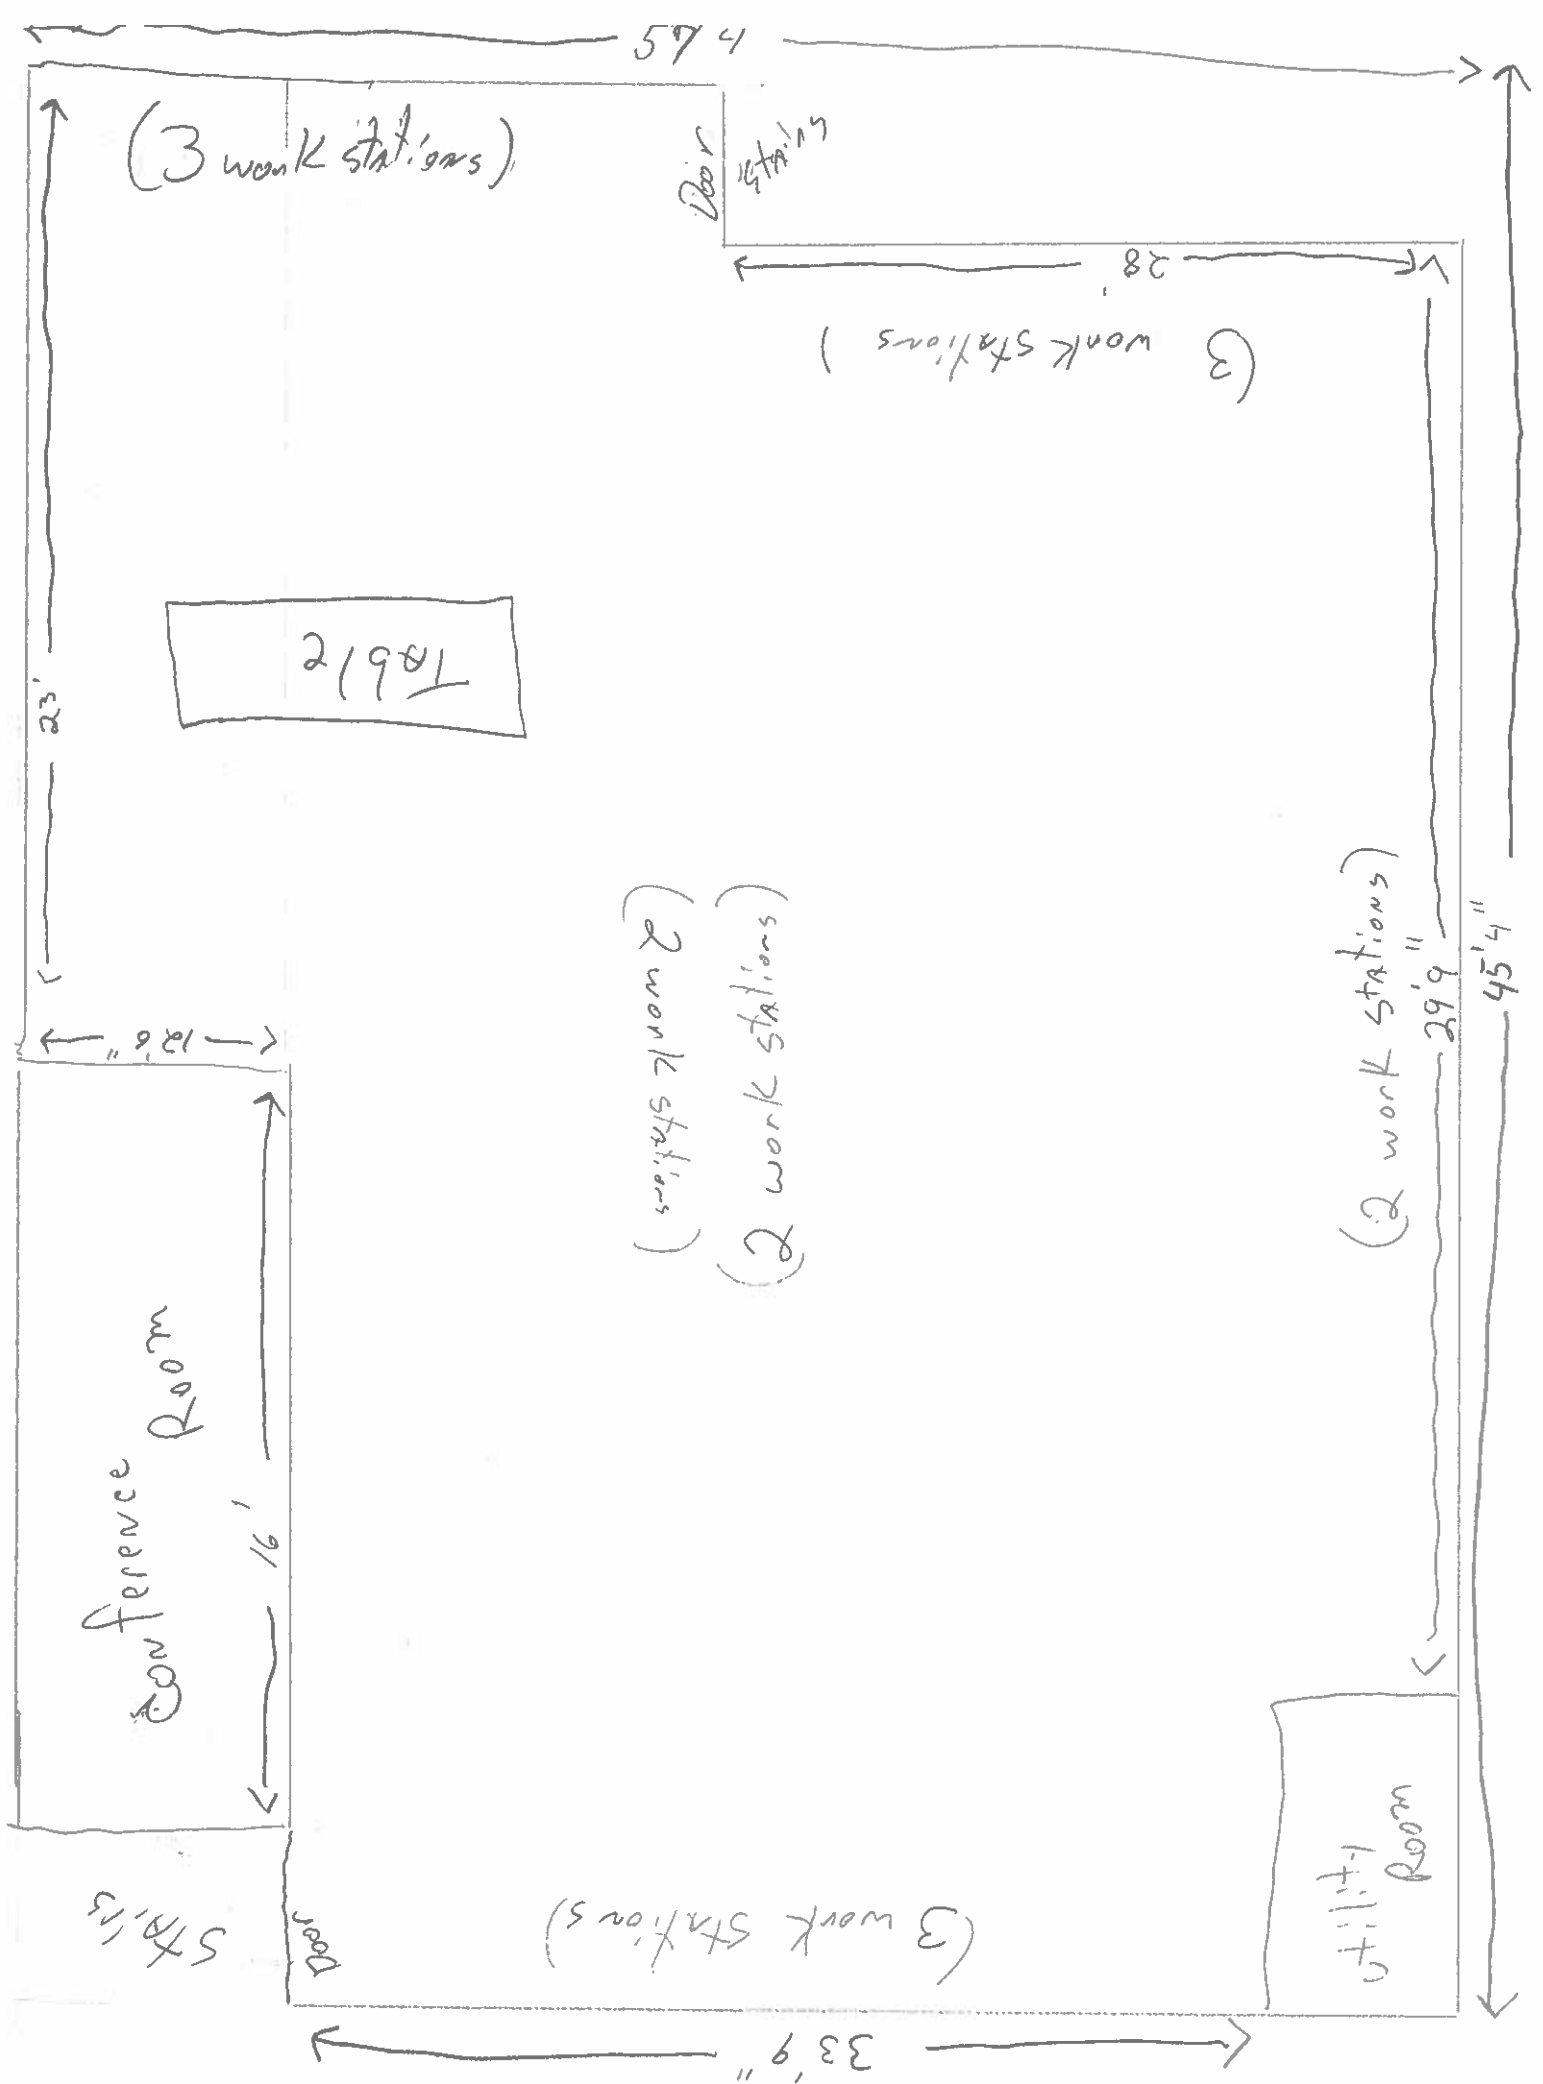 57 4
(3 work stations)
Door
stairs
28'
(3 work stations)
23'
Table
12'6"
(2 work stations)
(2 work stations)
(2 work stations)
29'9"
45'4"
Conference
Room
16'
Stairs
Door
(3 work stations)
Utility
Room
33'9"